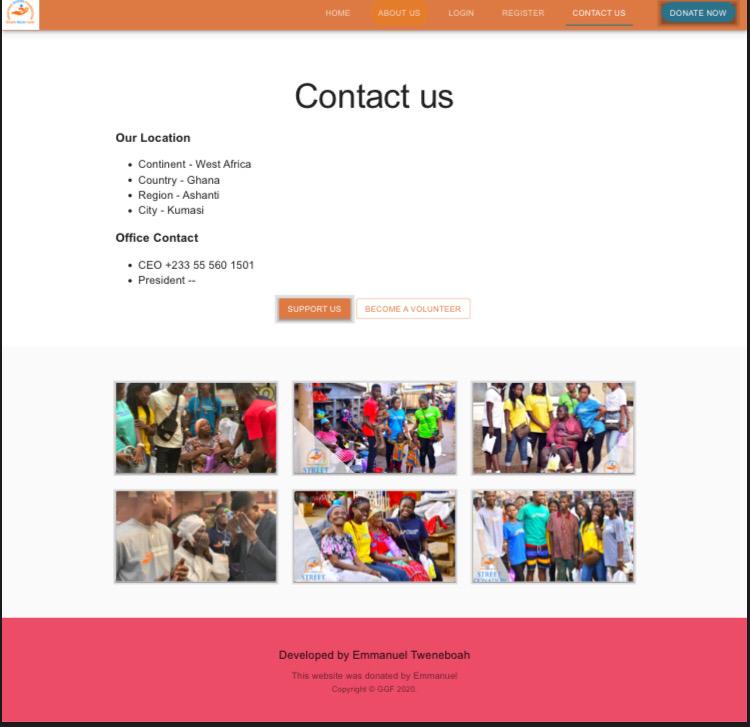 HOME
ABOUT US
LOGIN
REGISTER
CONTACT US
DONATE NOW
Contact us
Our Location
Continent - West Africa
Country - Ghana
Region - Ashanti
City - Kumasi
Office Contact
CEO +233 55 560 1501
President --
SUPPORT US
BECOME A VOLUNTEER
STREET
STREET
STREET
Developed by Emmanuel Tweneboah
This website was donated by Emmanuel
Copyright © GGF 2020.